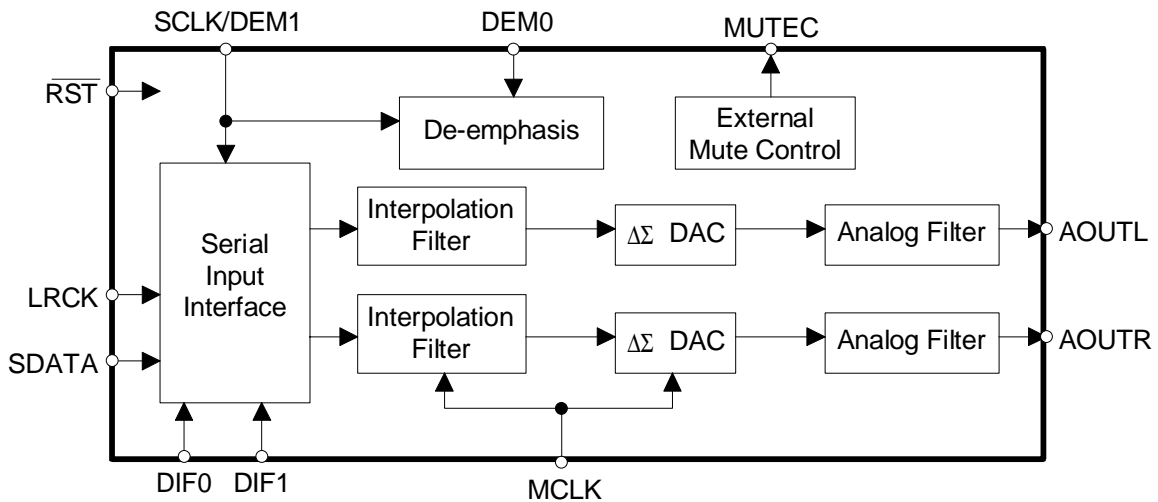 SCLK/DEM1
DEM0
MUTEC
RST
De-emphasis
External
Mute Control
Serial
Input
Interface
Interpolation
Filter
ΔΣ DAC
Analog Filter
AOUTL
LRCK
Interpolation
Filter
ΔΣ DAC
Analog Filter
AOUTR
SDATA
DIF0
DIF1
MCLK